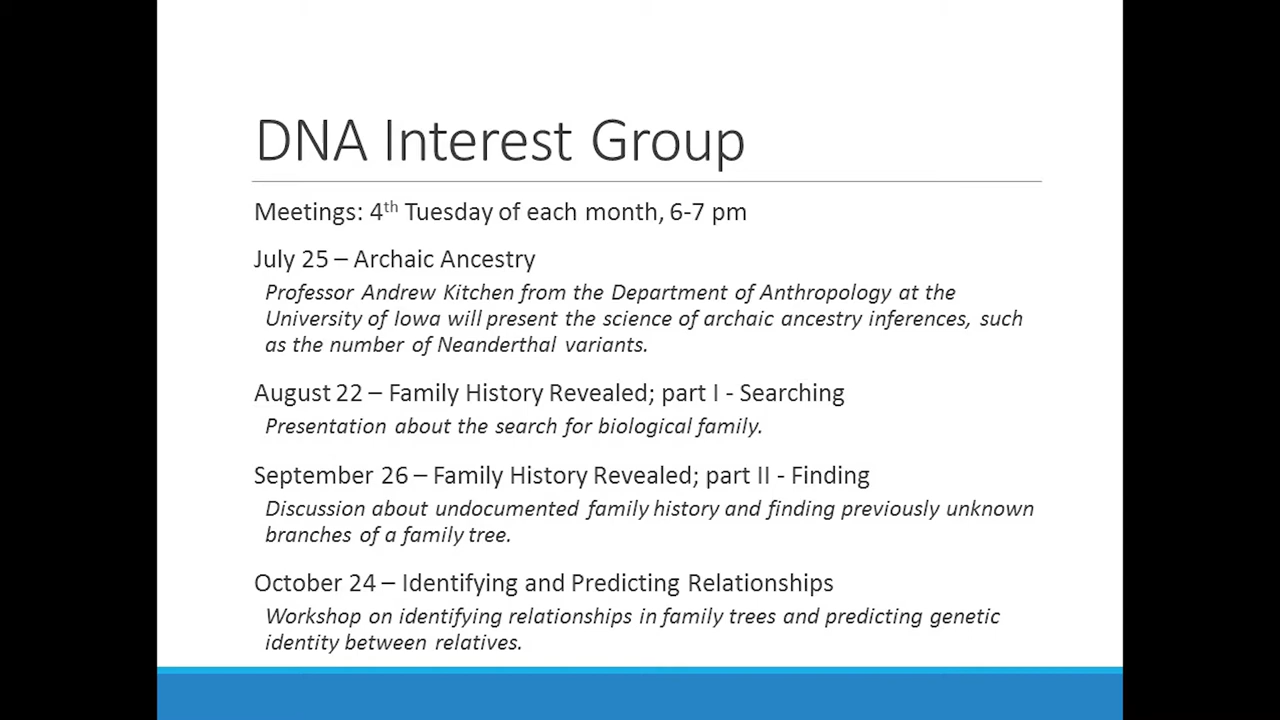 DNA Interest Group
Meetings: 4th Tuesday of each month, 6-7 pm
July 25 – Archaic Ancestry
Professor Andrew Kitchen from the Department of Anthropology at the
University of Iowa will present the science of archaic ancestry inferences, such
as the number of Neanderthal variants.
August 22 – Family History Revealed; part I - Searching
Presentation about the search for biological family.
September 26 – Family History Revealed; part II - Finding
Discussion about undocumented family history and finding previously unknown
branches of a family tree.
October 24 – Identifying and Predicting Relationships
Workshop on identifying relationships in family trees and predicting genetic
identity between relatives.